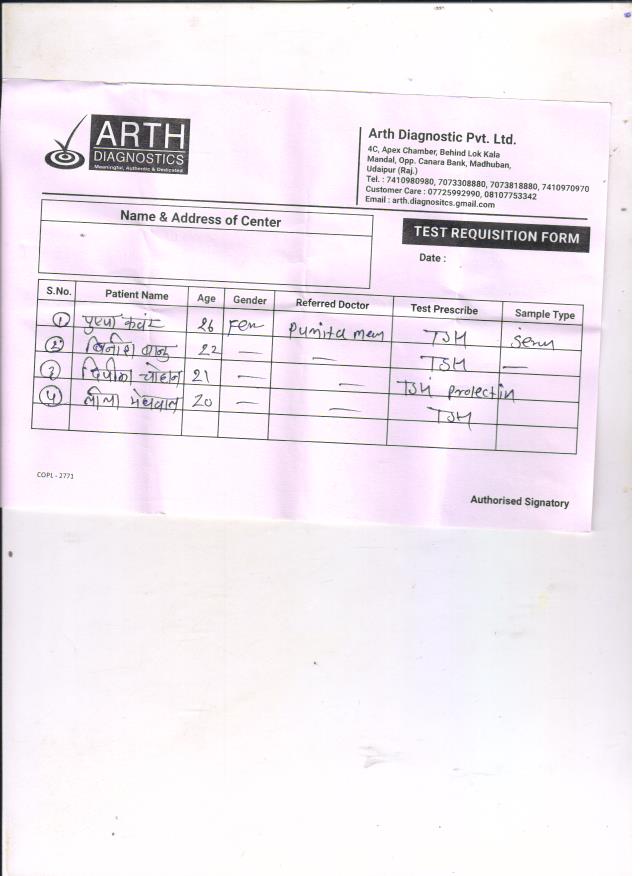 ARTH
DIAGNOSTICS
Meaningful, Authentic & Dedicated
Arth Diagnostic Pvt. Ltd.
4C, Apex Chamber, Behind Lok Kala
Mandal, Opp. Canara Bank, Madhuban,
Udaipur (Raj.)
Tel. : 7410980980, 7073308880, 7073818880, 7410970970
Customer Care : 07725992990, 08107753342
Email : arth.diagnositcs.gmail.com
Name & Address of Center
TEST REQUISITION FORM
Date :
S.No. Patient Name Age Gender Referred Doctor Test Prescribe Sample Type
1 कंवर 26 Fem Punita mem TSH
2 22 — — TSH —
3 21 — — TSH prolectin
4 लीला मेघवाल 20 — — TSH
COPL - 2771
Authorised Signatory